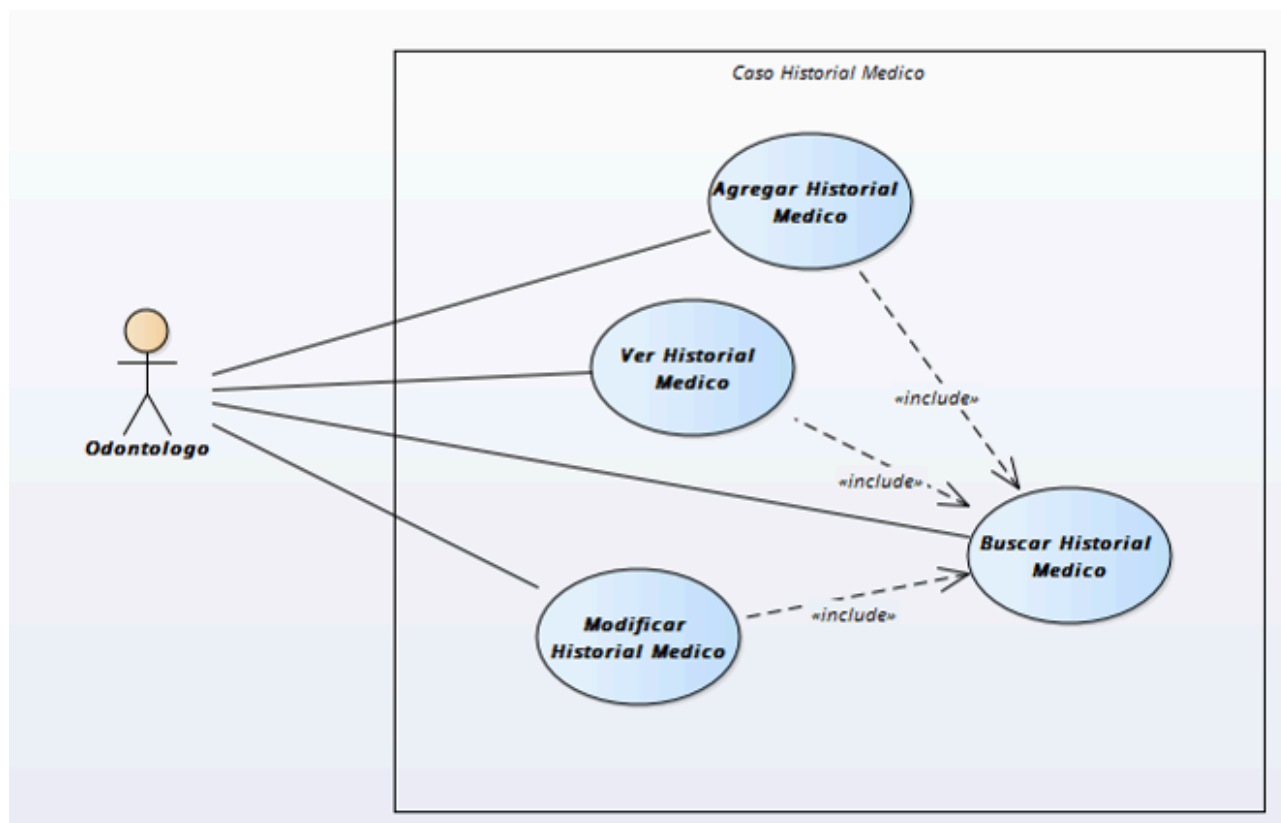 Caso Historial Medico
Agregar Historial
Medico
Ver Historial
Medico
«include»
Odontologo
«include»
Buscar Historial
Medico
«include»
Modificar
Historial Medico